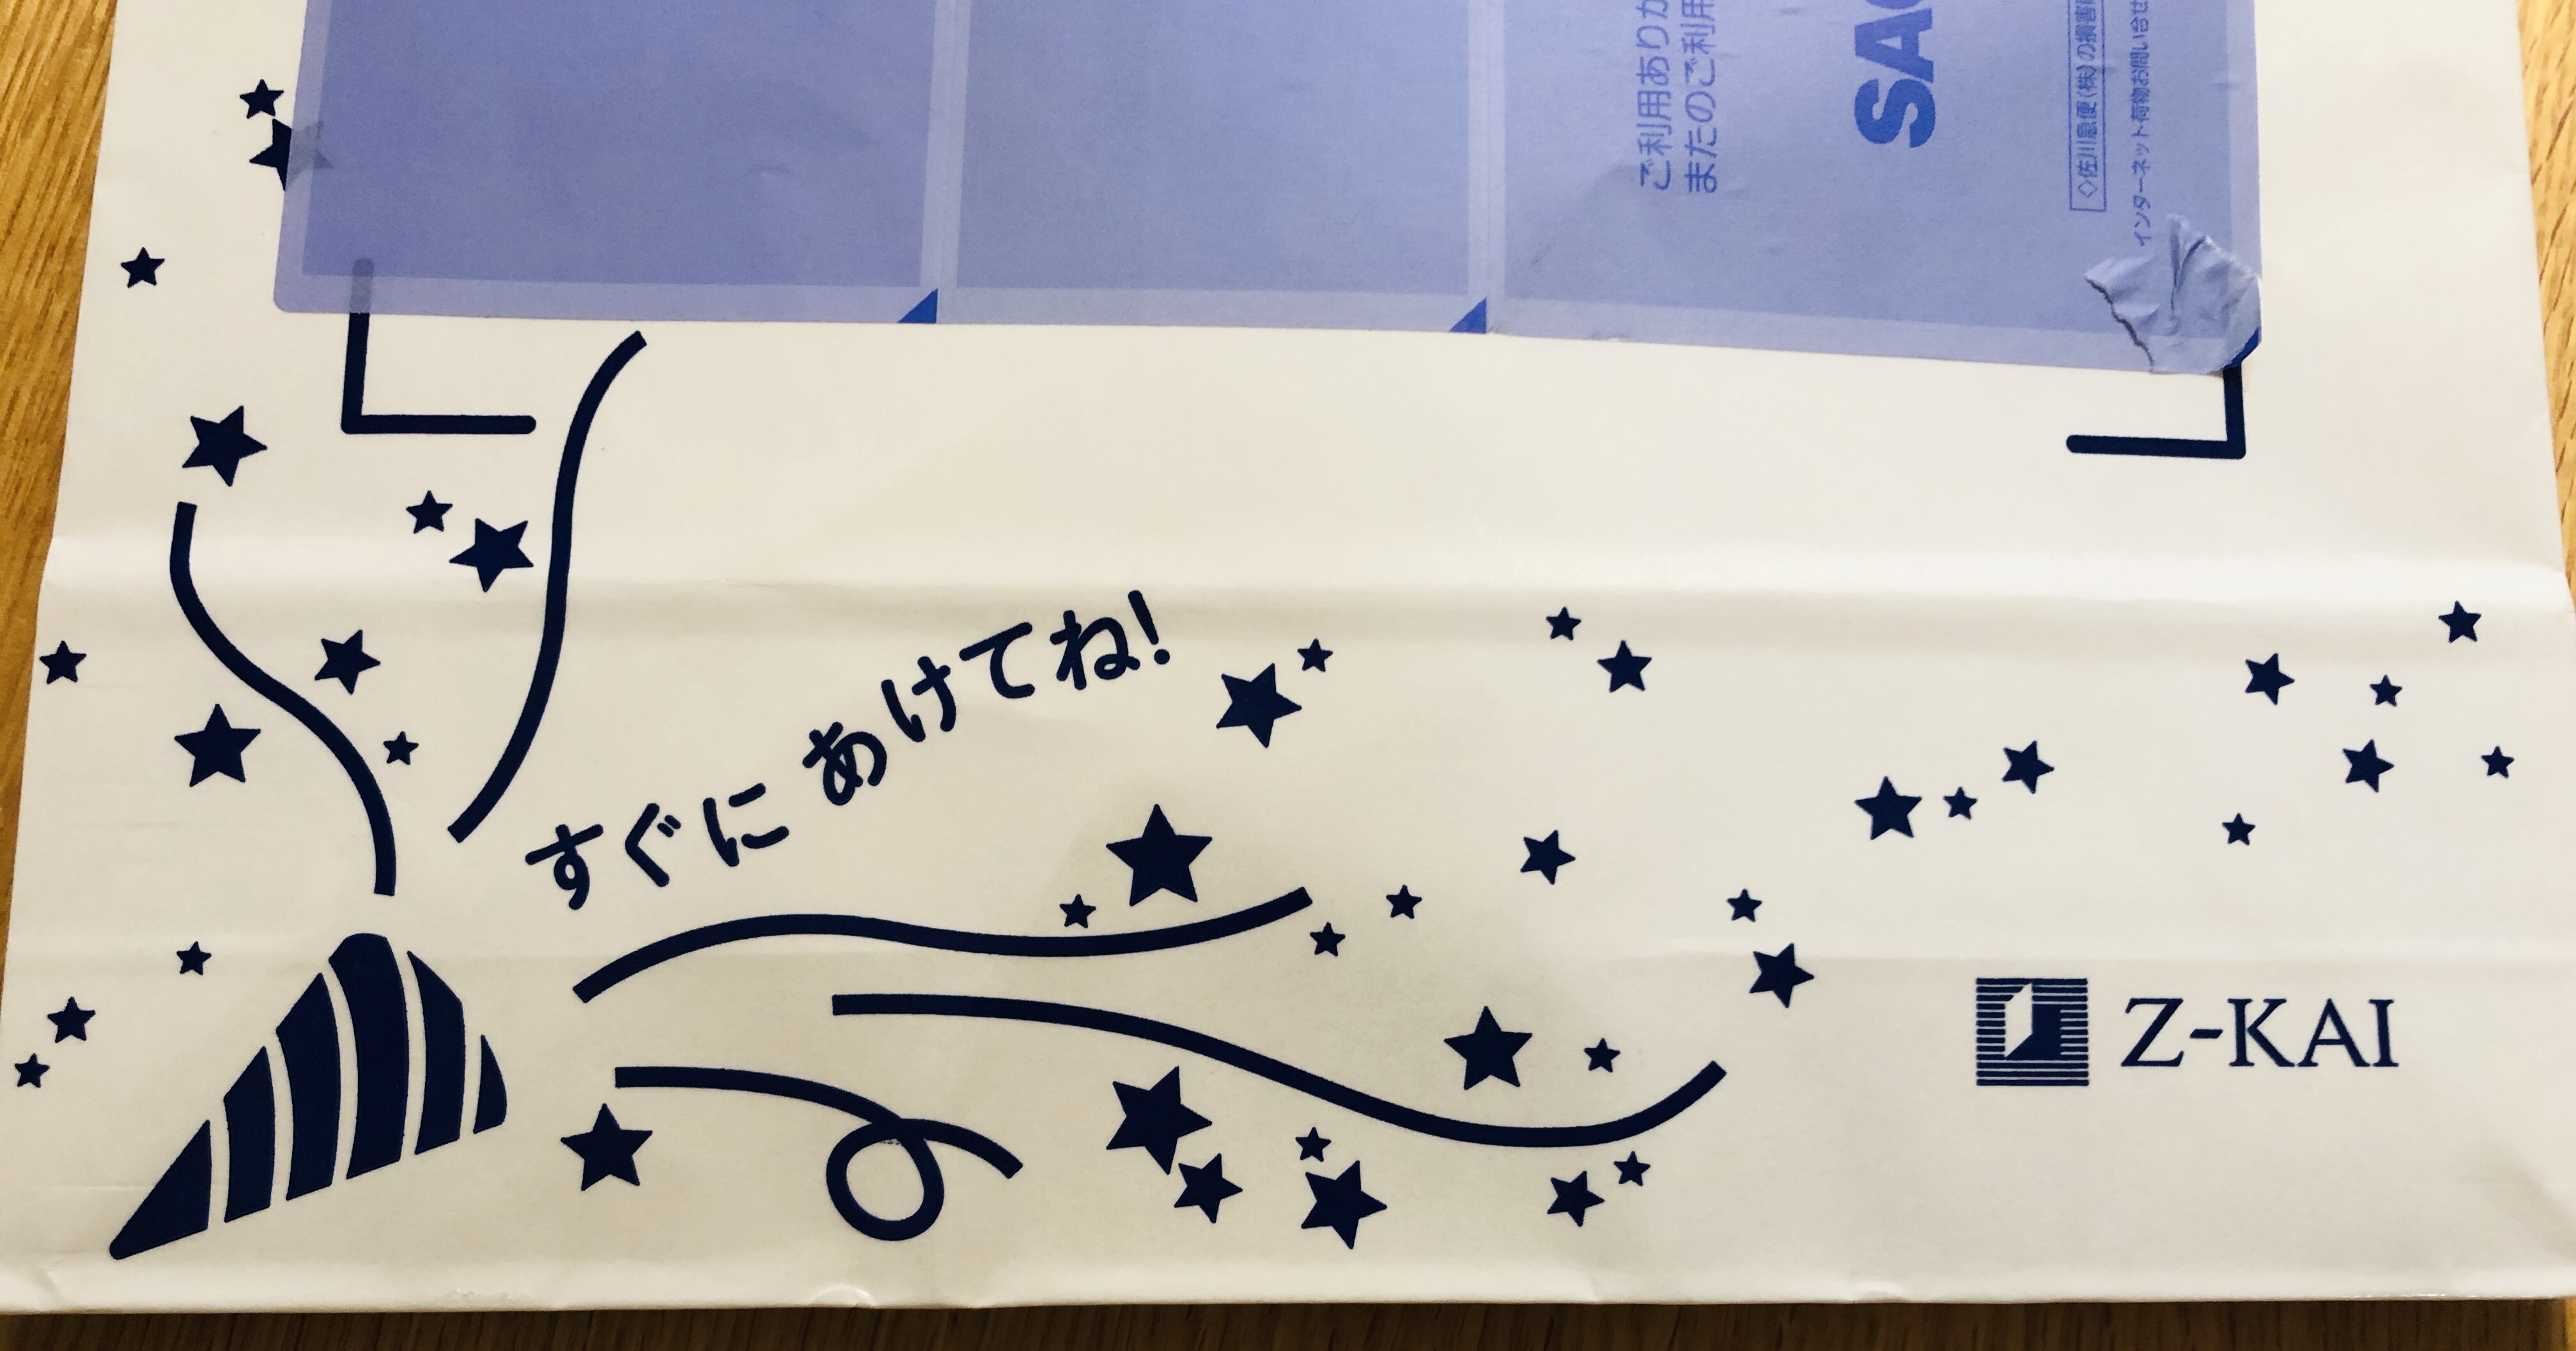 ご利用あり
またのご利用
SA
◇佐川急便(株)の損害
インターネット荷物お問い合せ
すぐに あけてね!
Z-KAI